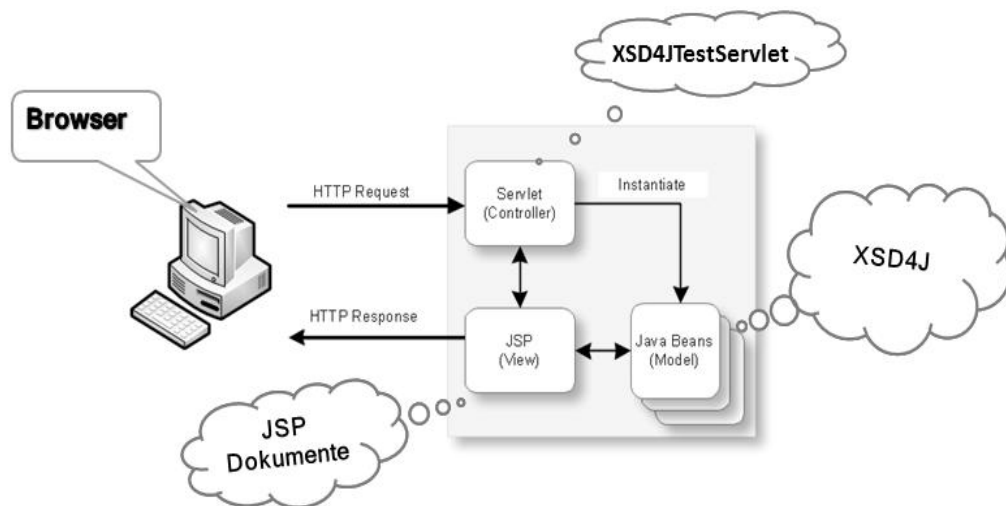 XSD4JTestServlet
Browser
HTTP Request
Servlet
(Controller)
Instantiate
XSD4J
HTTP Response
JSP
(View)
Java Beans
(Model)
JSP
Dokumente